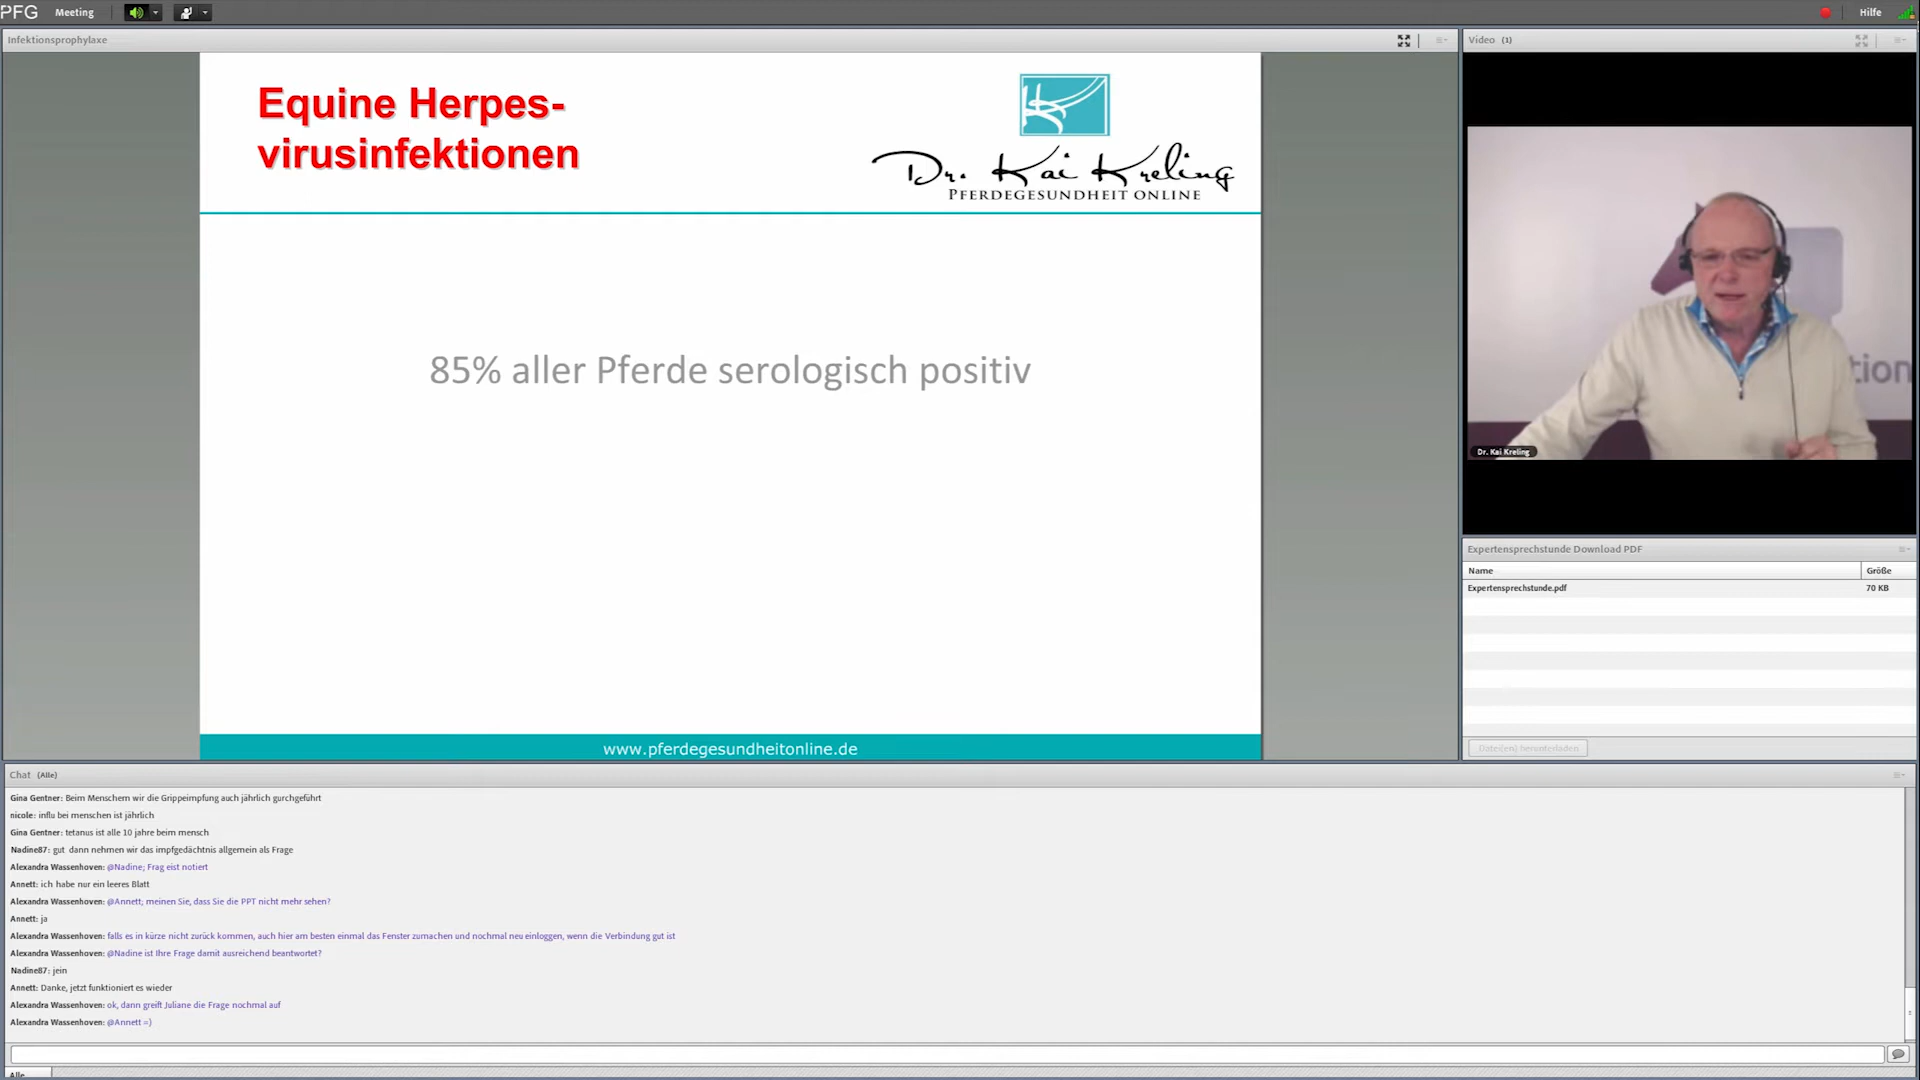 PFG Meeting Hilfe
Infektionsprophylaxe
Equine Herpes-
virusinfektionen
Dr. Kai Kreling
PFERDEGESUNDHEIT ONLINE
85% aller Pferde serologisch positiv
www.pferdegesundheitonline.de
Video (1)
tion
Dr. Kai Kreling
Expertensprechstunde Download PDF
Name Größe
Expertensprechstunde.pdf 70 KB
Datei(en) herunterladen
Chat (Alle)
Gina Gentner: Beim Menschem wir die Grippeimpfung auch jährlich gurchgeführt
nicole: influ bei menschen ist jährlich
Gina Gentner: tetanus ist alle 10 jahre beim mensch
Nadine87: gut dann nehmen wir das impfgedächtnis allgemein als Frage
Alexandra Wassenhoven: @Nadine; Frag eist notiert
Annett: ich habe nur ein leeres Blatt
Alexandra Wassenhoven: @Annett; meinen Sie, dass Sie die PPT nicht mehr sehen?
Annett: ja
Alexandra Wassenhoven: falls es in kürze nicht zurück kommen, auch hier am besten einmal das Fenster zumachen und nochmal neu einloggen, wenn die Verbindung gut ist
Alexandra Wassenhoven: @Nadine ist Ihre Frage damit ausreichend beantwortet?
Nadine87: jein
Annett: Danke, jetzt funktioniert es wieder
Alexandra Wassenhoven: ok, dann greift Juliane die Frage nochmal auf
Alexandra Wassenhoven: @Annett =)
Alle